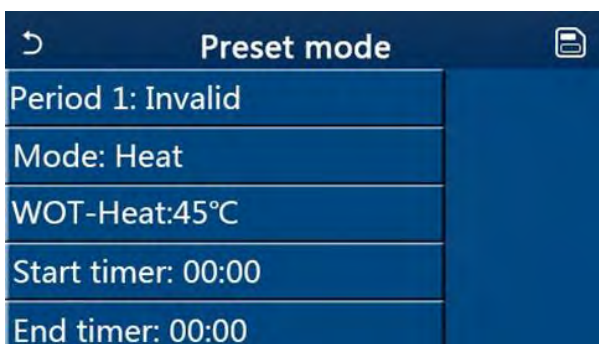 Preset mode
Period 1: Invalid
Mode: Heat
WOT-Heat:45℃
Start timer: 00:00
End timer: 00:00